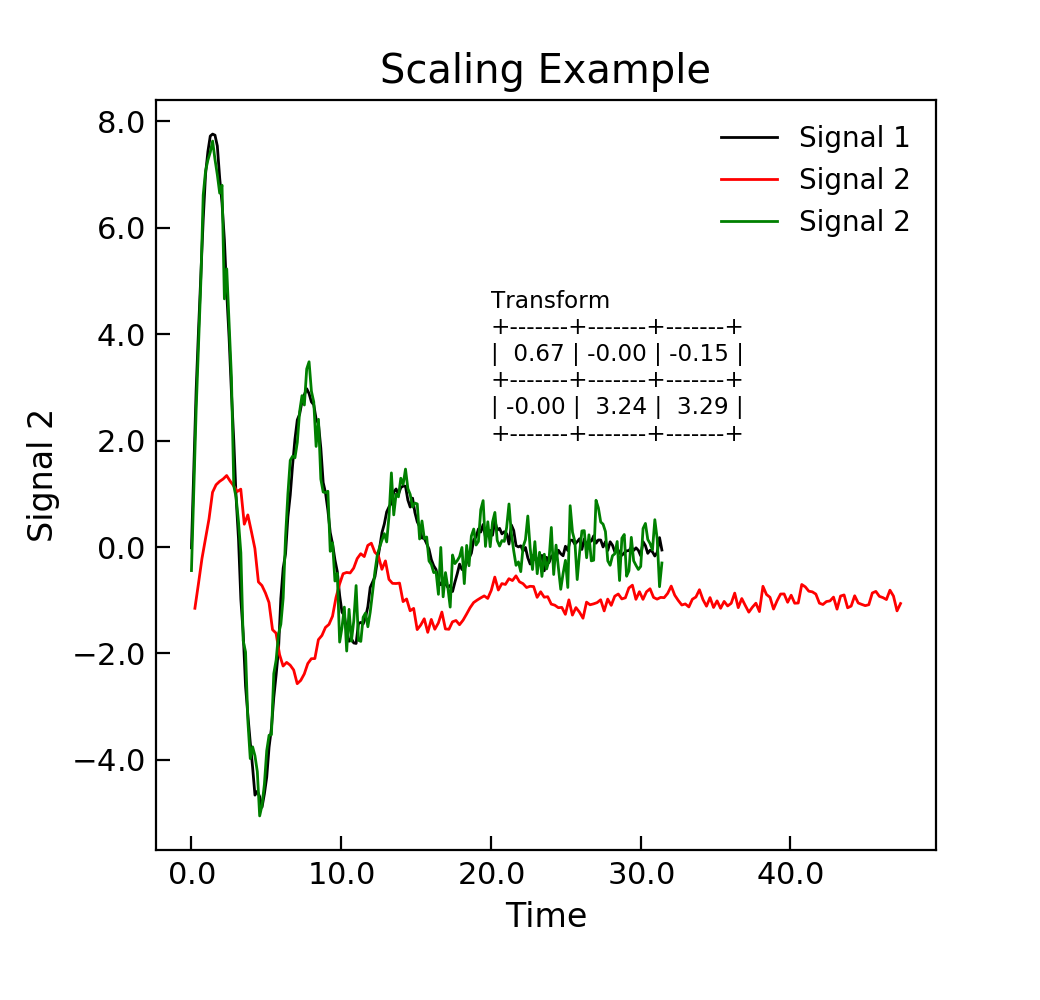 Scaling Example
8.0
6.0
4.0
2.0
0.0
−2.0
−4.0
Signal 2
Signal 1
Signal 2
Signal 2
Transform
+-------+-------+-------+
|  0.67 | -0.00 | -0.15 |
+-------+-------+-------+
| -0.00 |  3.24 |  3.29 |
+-------+-------+-------+
0.0 10.0 20.0 30.0 40.0
Time